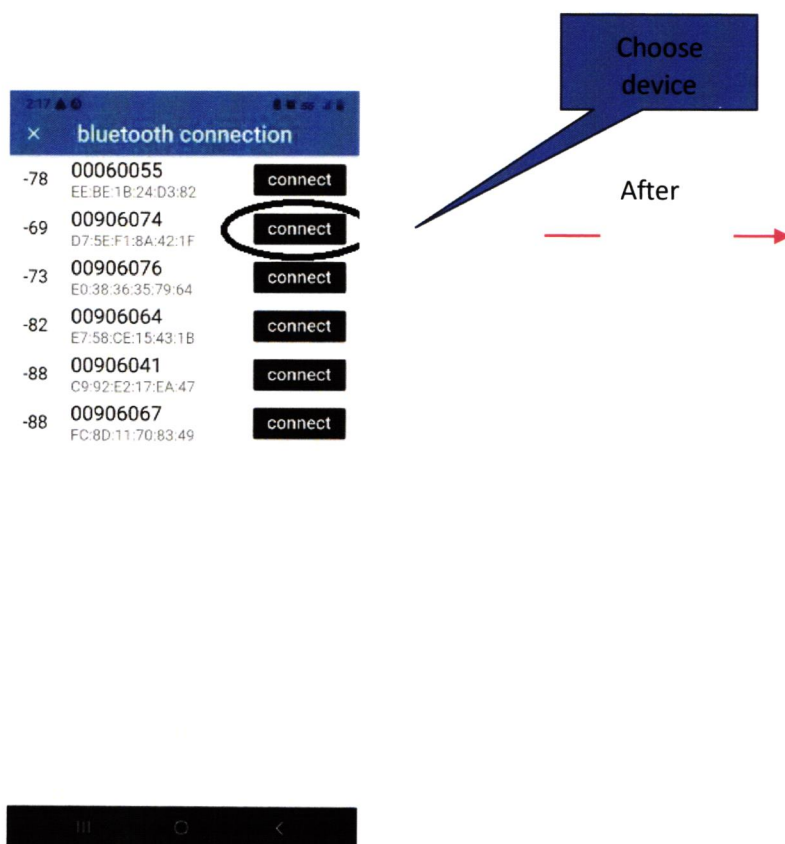 Choose
device
2:17
× bluetooth connection
-78 00060055 connect
EE:BE:1B:24:D3:82
After
-69 00906074 connect
D7:5E:F1:8A:42:1F
-73 00906076 connect
E0:38:36:35:79:64
-82 00906064 connect
E7:58:CE:15:43:1B
-88 00906041 connect
C9:92:E2:17:EA:47
-88 00906067 connect
FC:8D:11:70:83:49